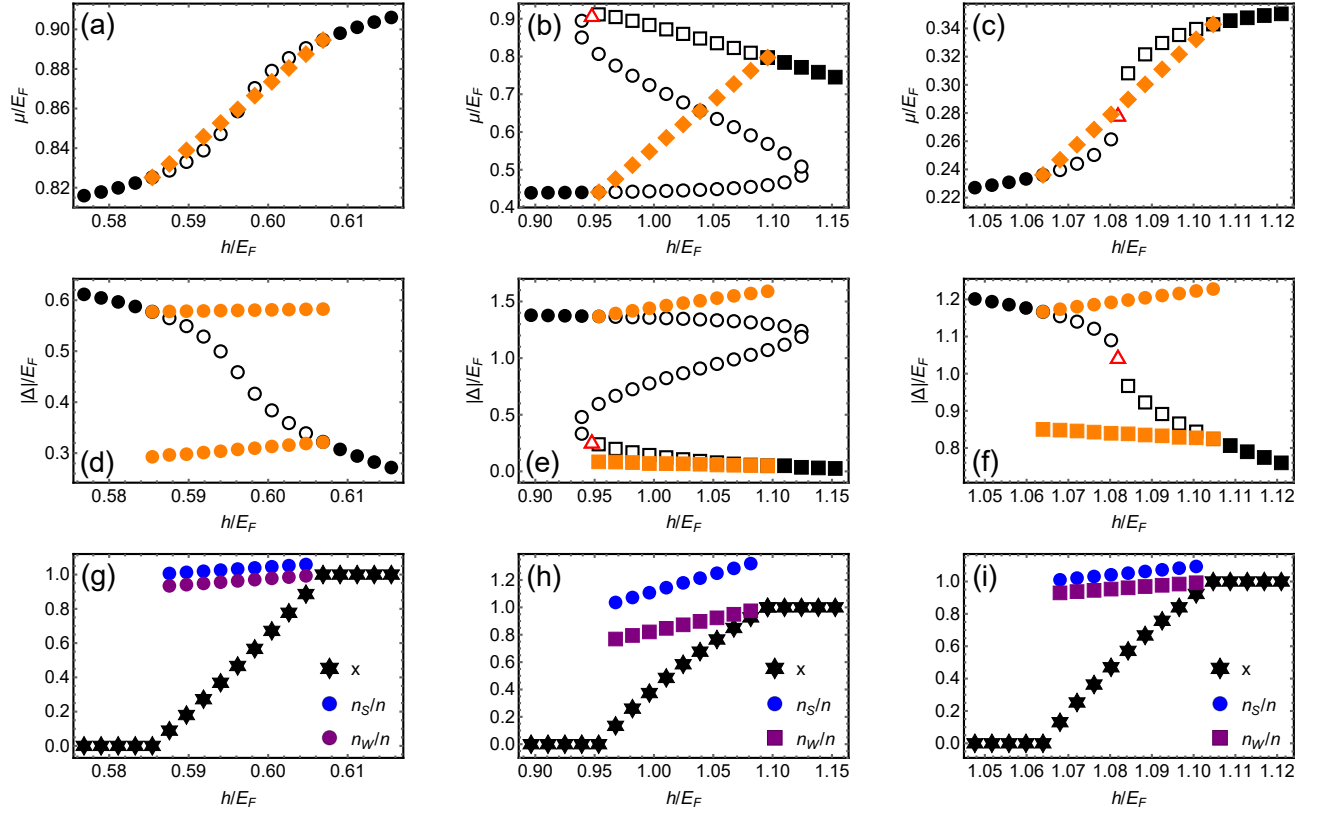 (a)
μ/E_F
0.90
0.88
0.86
0.84
0.82
0.58 0.59 0.60 0.61
h/E_F
(b)
μ/E_F
0.9
0.8
0.7
0.6
0.5
0.4
0.90 0.95 1.00 1.05 1.10 1.15
h/E_F
(c)
μ/E_F
0.34
0.32
0.30
0.28
0.26
0.24
0.22
1.05 1.06 1.07 1.08 1.09 1.10 1.11 1.12
h/E_F
(d)
|Δ|/E_F
0.6
0.5
0.4
0.3
0.58 0.59 0.60 0.61
h/E_F
(e)
|Δ|/E_F
1.5
1.0
0.5
0.0
0.90 0.95 1.00 1.05 1.10 1.15
h/E_F
(f)
|Δ|/E_F
1.2
1.1
1.0
0.9
0.8
1.05 1.06 1.07 1.08 1.09 1.10 1.11 1.12
h/E_F
(g)
1.0
0.8
0.6
0.4
0.2
0.0
x
n_S/n
n_W/n
0.58 0.59 0.60 0.61
h/E_F
(h)
1.2
1.0
0.8
0.6
0.4
0.2
0.0
x
n_S/n
n_W/n
0.90 0.95 1.00 1.05 1.10 1.15
h/E_F
(i)
1.0
0.8
0.6
0.4
0.2
0.0
x
n_S/n
n_W/n
1.05 1.06 1.07 1.08 1.09 1.10 1.11 1.12
h/E_F